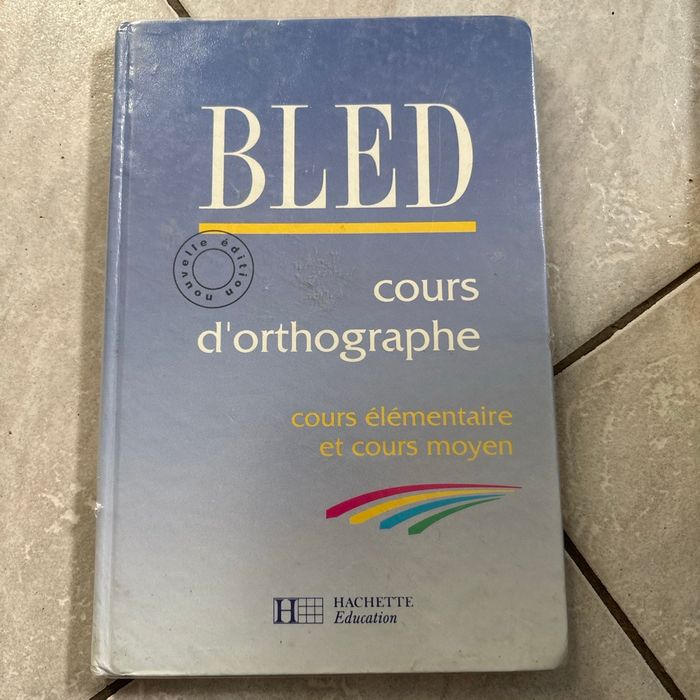 BLED
nouvelle édition
cours
d'orthographe
cours élémentaire
et cours moyen
H
HACHETTE
Education